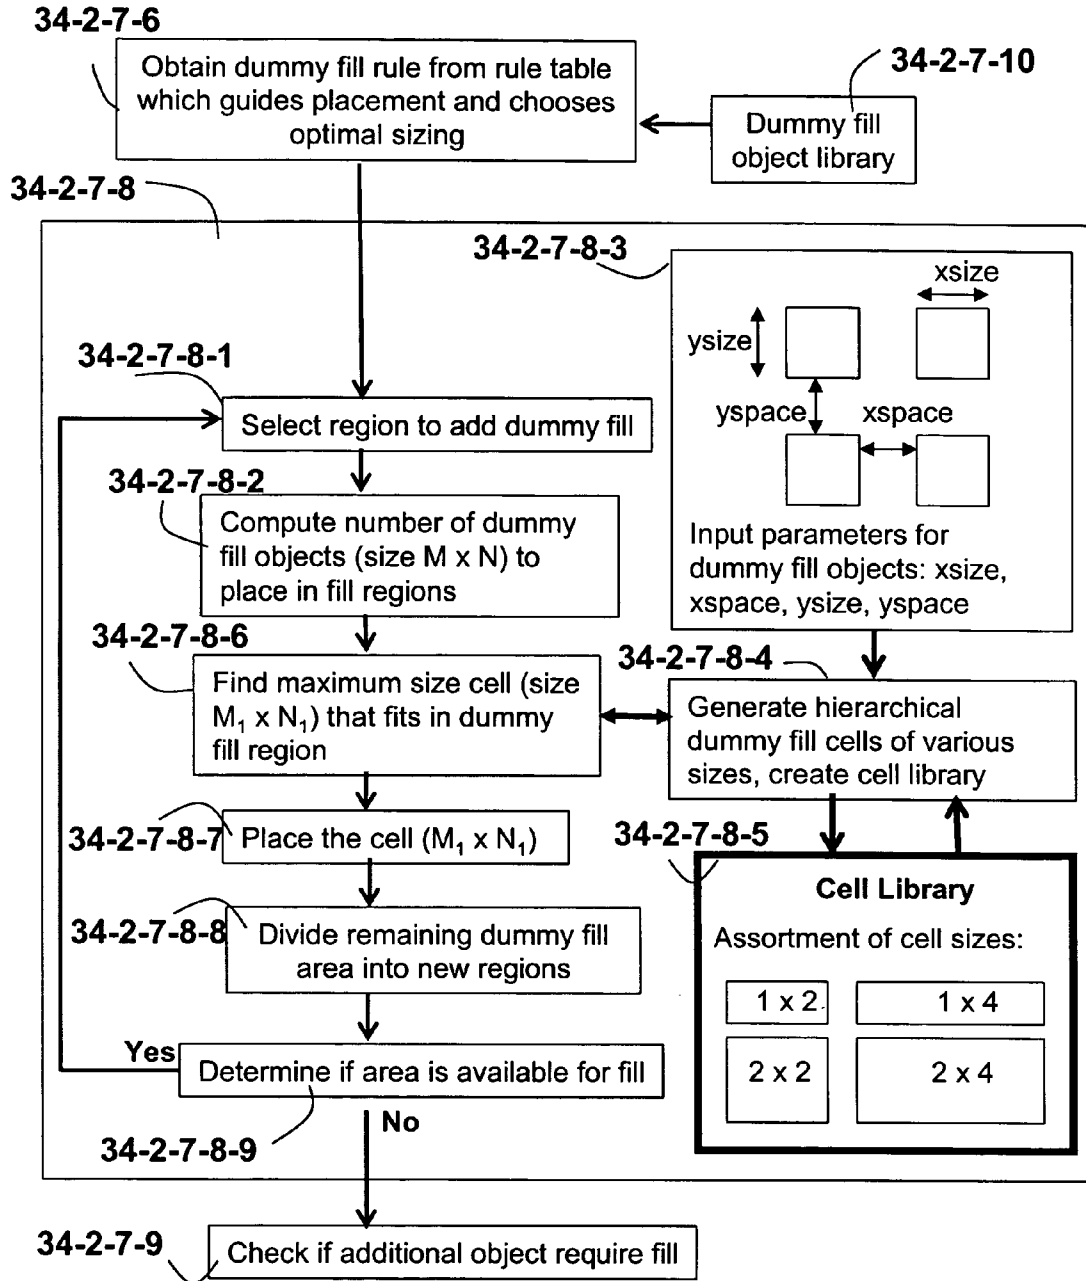 34-2-7-6
Obtain dummy fill rule from rule table
which guides placement and chooses
optimal sizing
34-2-7-10
Dummy fill
object library
34-2-7-8
34-2-7-8-3
xsize
ysize
yspace
xspace
Input parameters for
dummy fill objects: xsize,
xspace, ysize, yspace
34-2-7-8-1
Select region to add dummy fill
34-2-7-8-2
Compute number of dummy
fill objects (size M x N) to
place in fill regions
34-2-7-8-6
Find maximum size cell (size
M₁ x N₁) that fits in dummy
fill region
34-2-7-8-4
Generate hierarchical
dummy fill cells of various
sizes, create cell library
34-2-7-8-7
Place the cell (M₁ x N₁)
34-2-7-8-5
Cell Library
Assortment of cell sizes:
1 x 2
1 x 4
2 x 2
2 x 4
34-2-7-8-8
Divide remaining dummy fill
area into new regions
Yes
Determine if area is available for fill
No
34-2-7-8-9
34-2-7-9
Check if additional object require fill